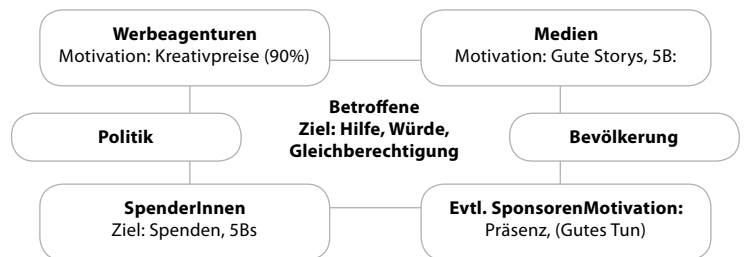 Werbeagenturen
Motivation: Kreativpreise (90%)
Medien
Motivation: Gute Storys, 5B:
Betroffene
Ziel: Hilfe, Würde,
Gleichberechtigung
Politik
Bevölkerung
SpenderInnen
Ziel: Spenden, 5Bs
Evtl. SponsorenMotivation:
Präsenz, (Gutes Tun)